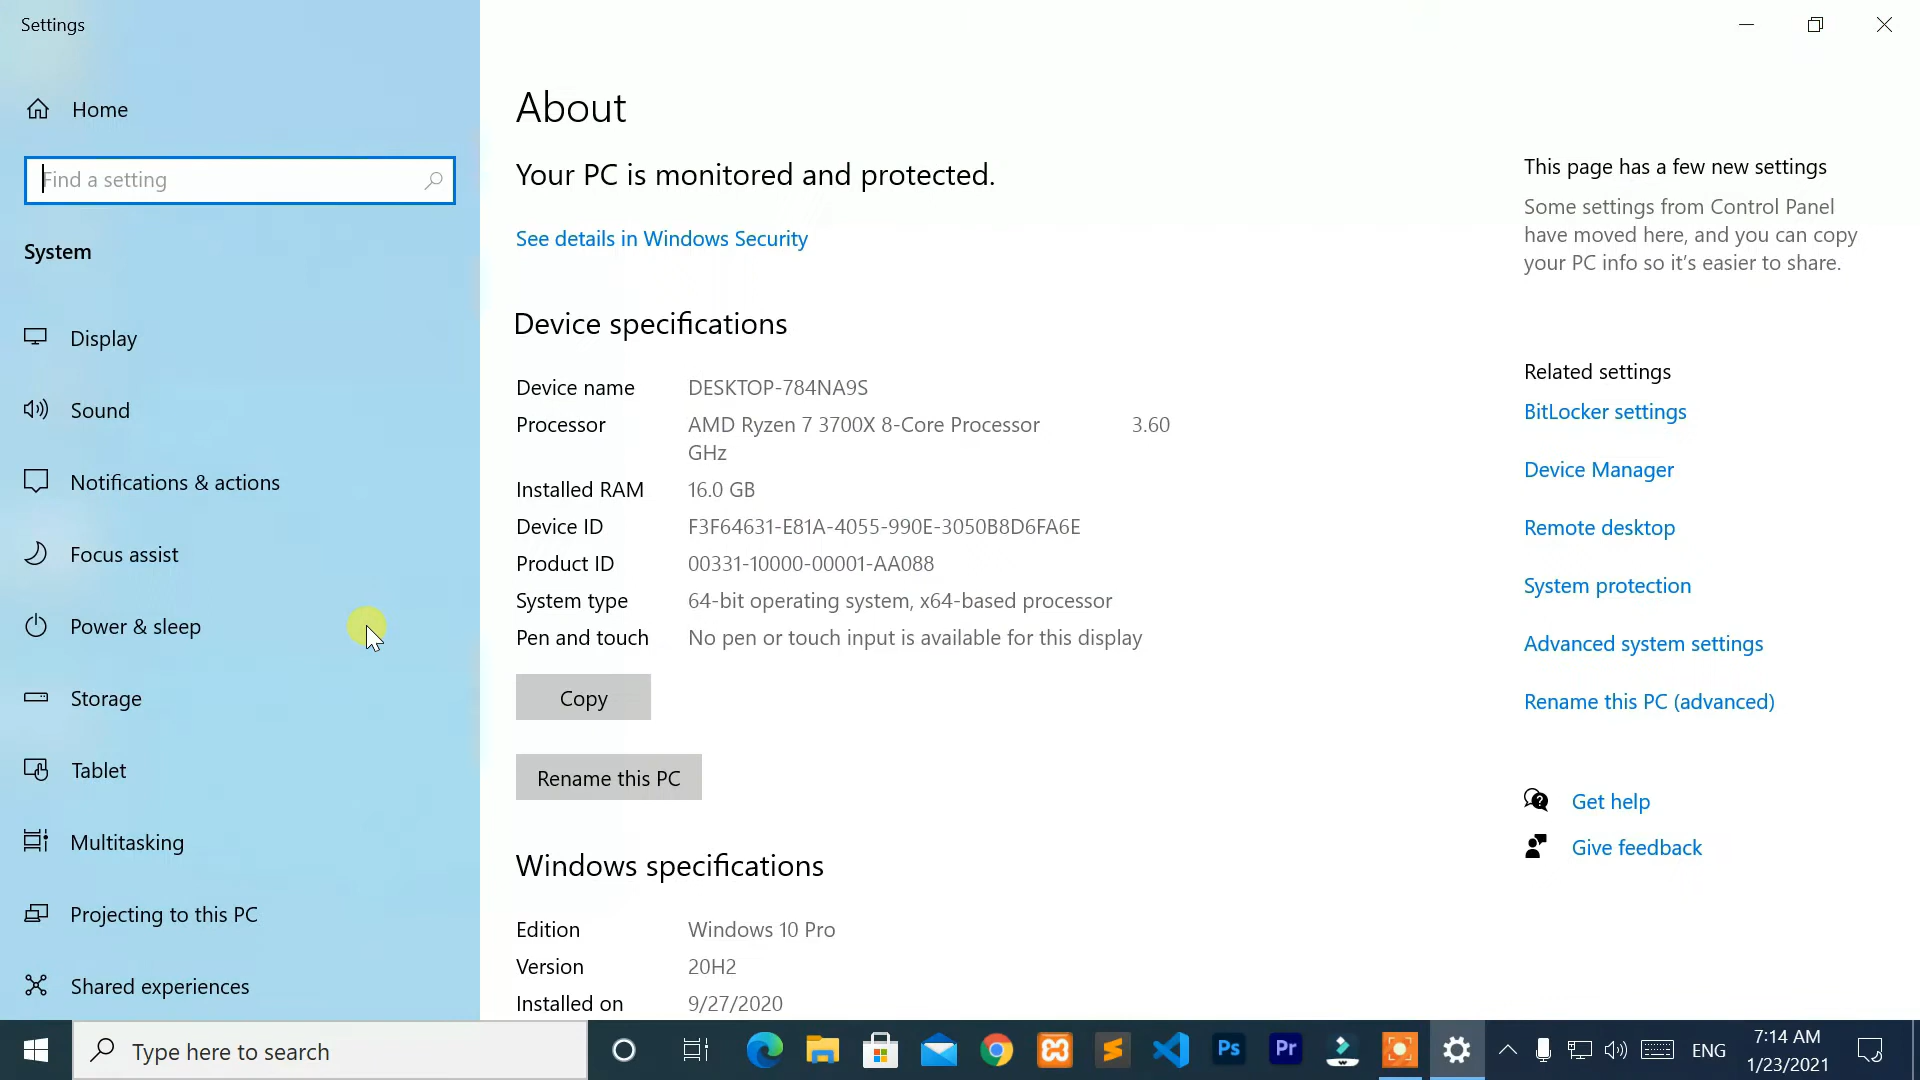 Settings
Home
Find a setting
System
Display
Sound
Notifications & actions
Focus assist
Power & sleep
Storage
Tablet
Multitasking
Projecting to this PC
Shared experiences
About
Your PC is monitored and protected.
See details in Windows Security
Device specifications
Device name DESKTOP-784NA9S
Processor AMD Ryzen 7 3700X 8-Core Processor 3.60
GHz
Installed RAM 16.0 GB
Device ID F3F64631-E81A-4055-990E-3050B8D6FA6E
Product ID 00331-10000-00001-AA088
System type 64-bit operating system, x64-based processor
Pen and touch No pen or touch input is available for this display
Copy
Rename this PC
Windows specifications
Edition Windows 10 Pro
Version 20H2
Installed on 9/27/2020
This page has a few new settings
Some settings from Control Panel
have moved here, and you can copy
your PC info so it's easier to share.
Related settings
BitLocker settings
Device Manager
Remote desktop
System protection
Advanced system settings
Rename this PC (advanced)
Get help
Give feedback
Type here to search
Ps
Pr
ENG
7:14 AM
1/23/2021